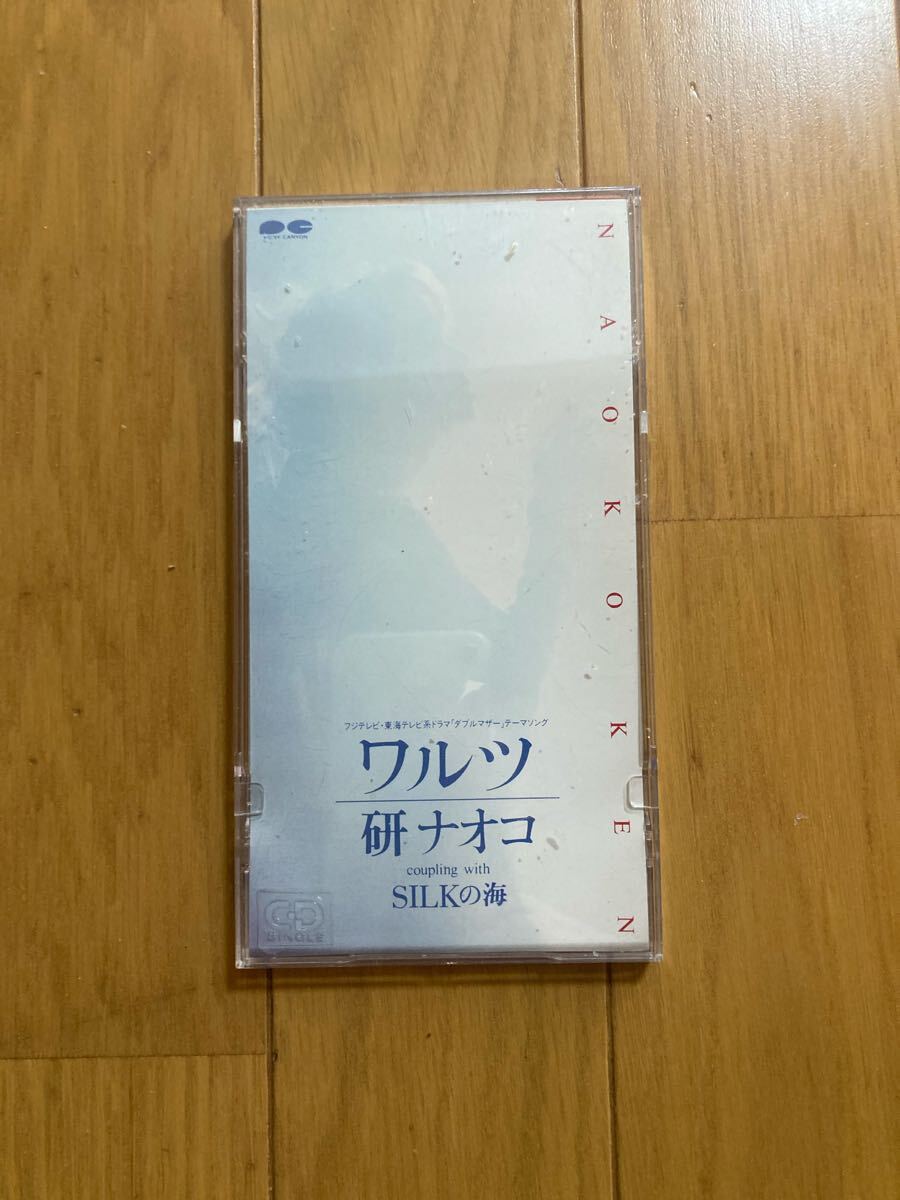 PONY CANYON
NAOKO KEN
フジテレビ・東海テレビ系ドラマ「ダブルマザー」テーマソング
ワルツ
研ナオコ
coupling with
SILKの海
CD
SINGLE